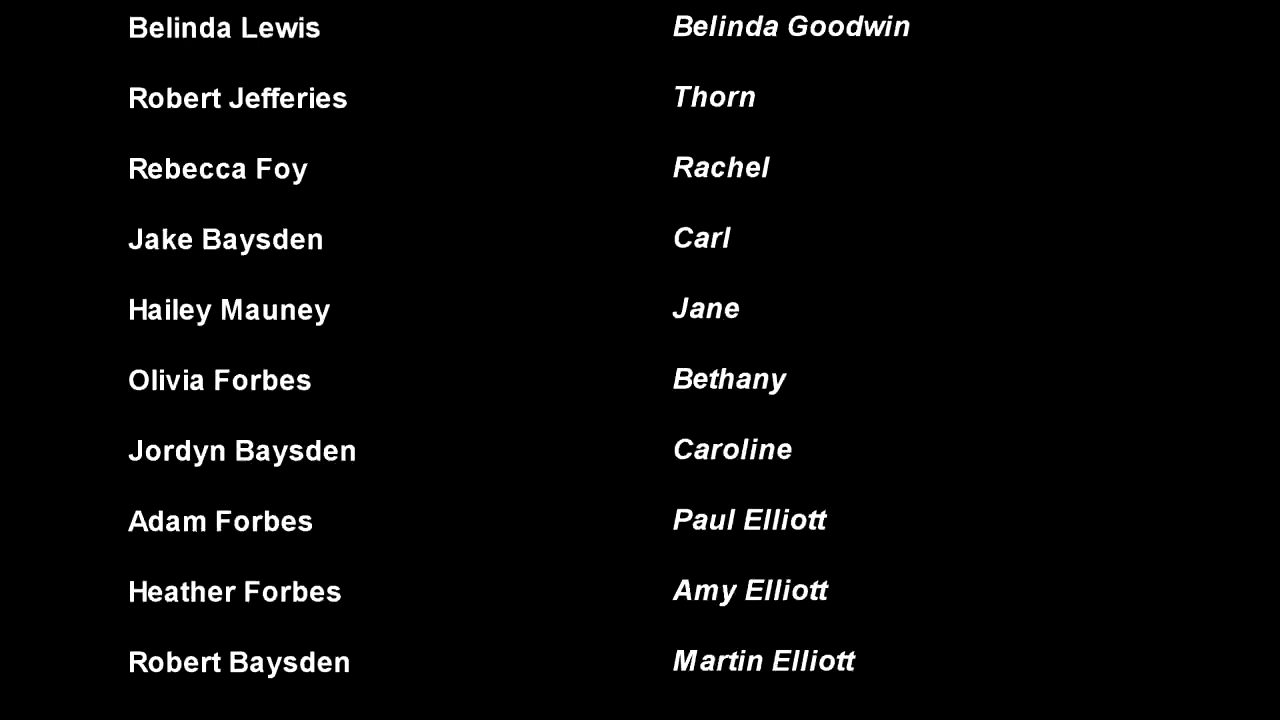 Belinda Lewis Belinda Goodwin
Robert Jefferies Thorn
Rebecca Foy Rachel
Jake Baysden Carl
Hailey Mauney Jane
Olivia Forbes Bethany
Jordyn Baysden Caroline
Adam Forbes Paul Elliott
Heather Forbes Amy Elliott
Robert Baysden Martin Elliott